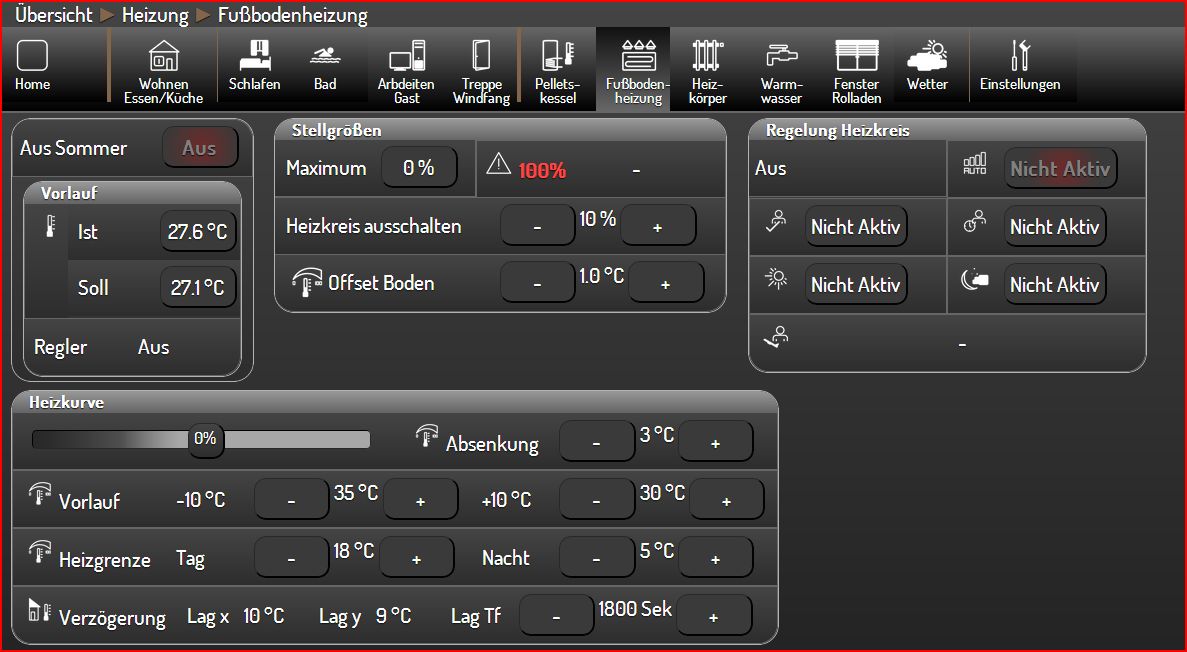 Übersicht Heizung Fußbodenheizung
Home
Wohnen
Essen/Küche
Schlafen
Bad
Arbdeiten
Gast
Treppe
Windfang
Pellets-
kessel
Fußboden-
heizung
Heiz-
körper
Warm-
wasser
Fenster
Rolladen
Wetter
Einstellungen
Aus Sommer Aus
Vorlauf
Ist 27.6 °C
Soll 27.1 °C
Regler Aus
Stellgrößen
Maximum 0 % 100% -
Heizkreis ausschalten - 10 % +
Offset Boden - 1.0 °C +
Regelung Heizkreis
Aus AUTO Nicht Aktiv
Nicht Aktiv Nicht Aktiv
Nicht Aktiv Nicht Aktiv
-
Heizkurve
0% Absenkung - 3 °C +
Vorlauf -10 °C - 35 °C + +10 °C - 30 °C +
Heizgrenze Tag - 18 °C + Nacht - 5 °C +
Verzögerung Lag x 10 °C Lag y 9 °C Lag Tf - 1800 Sek +